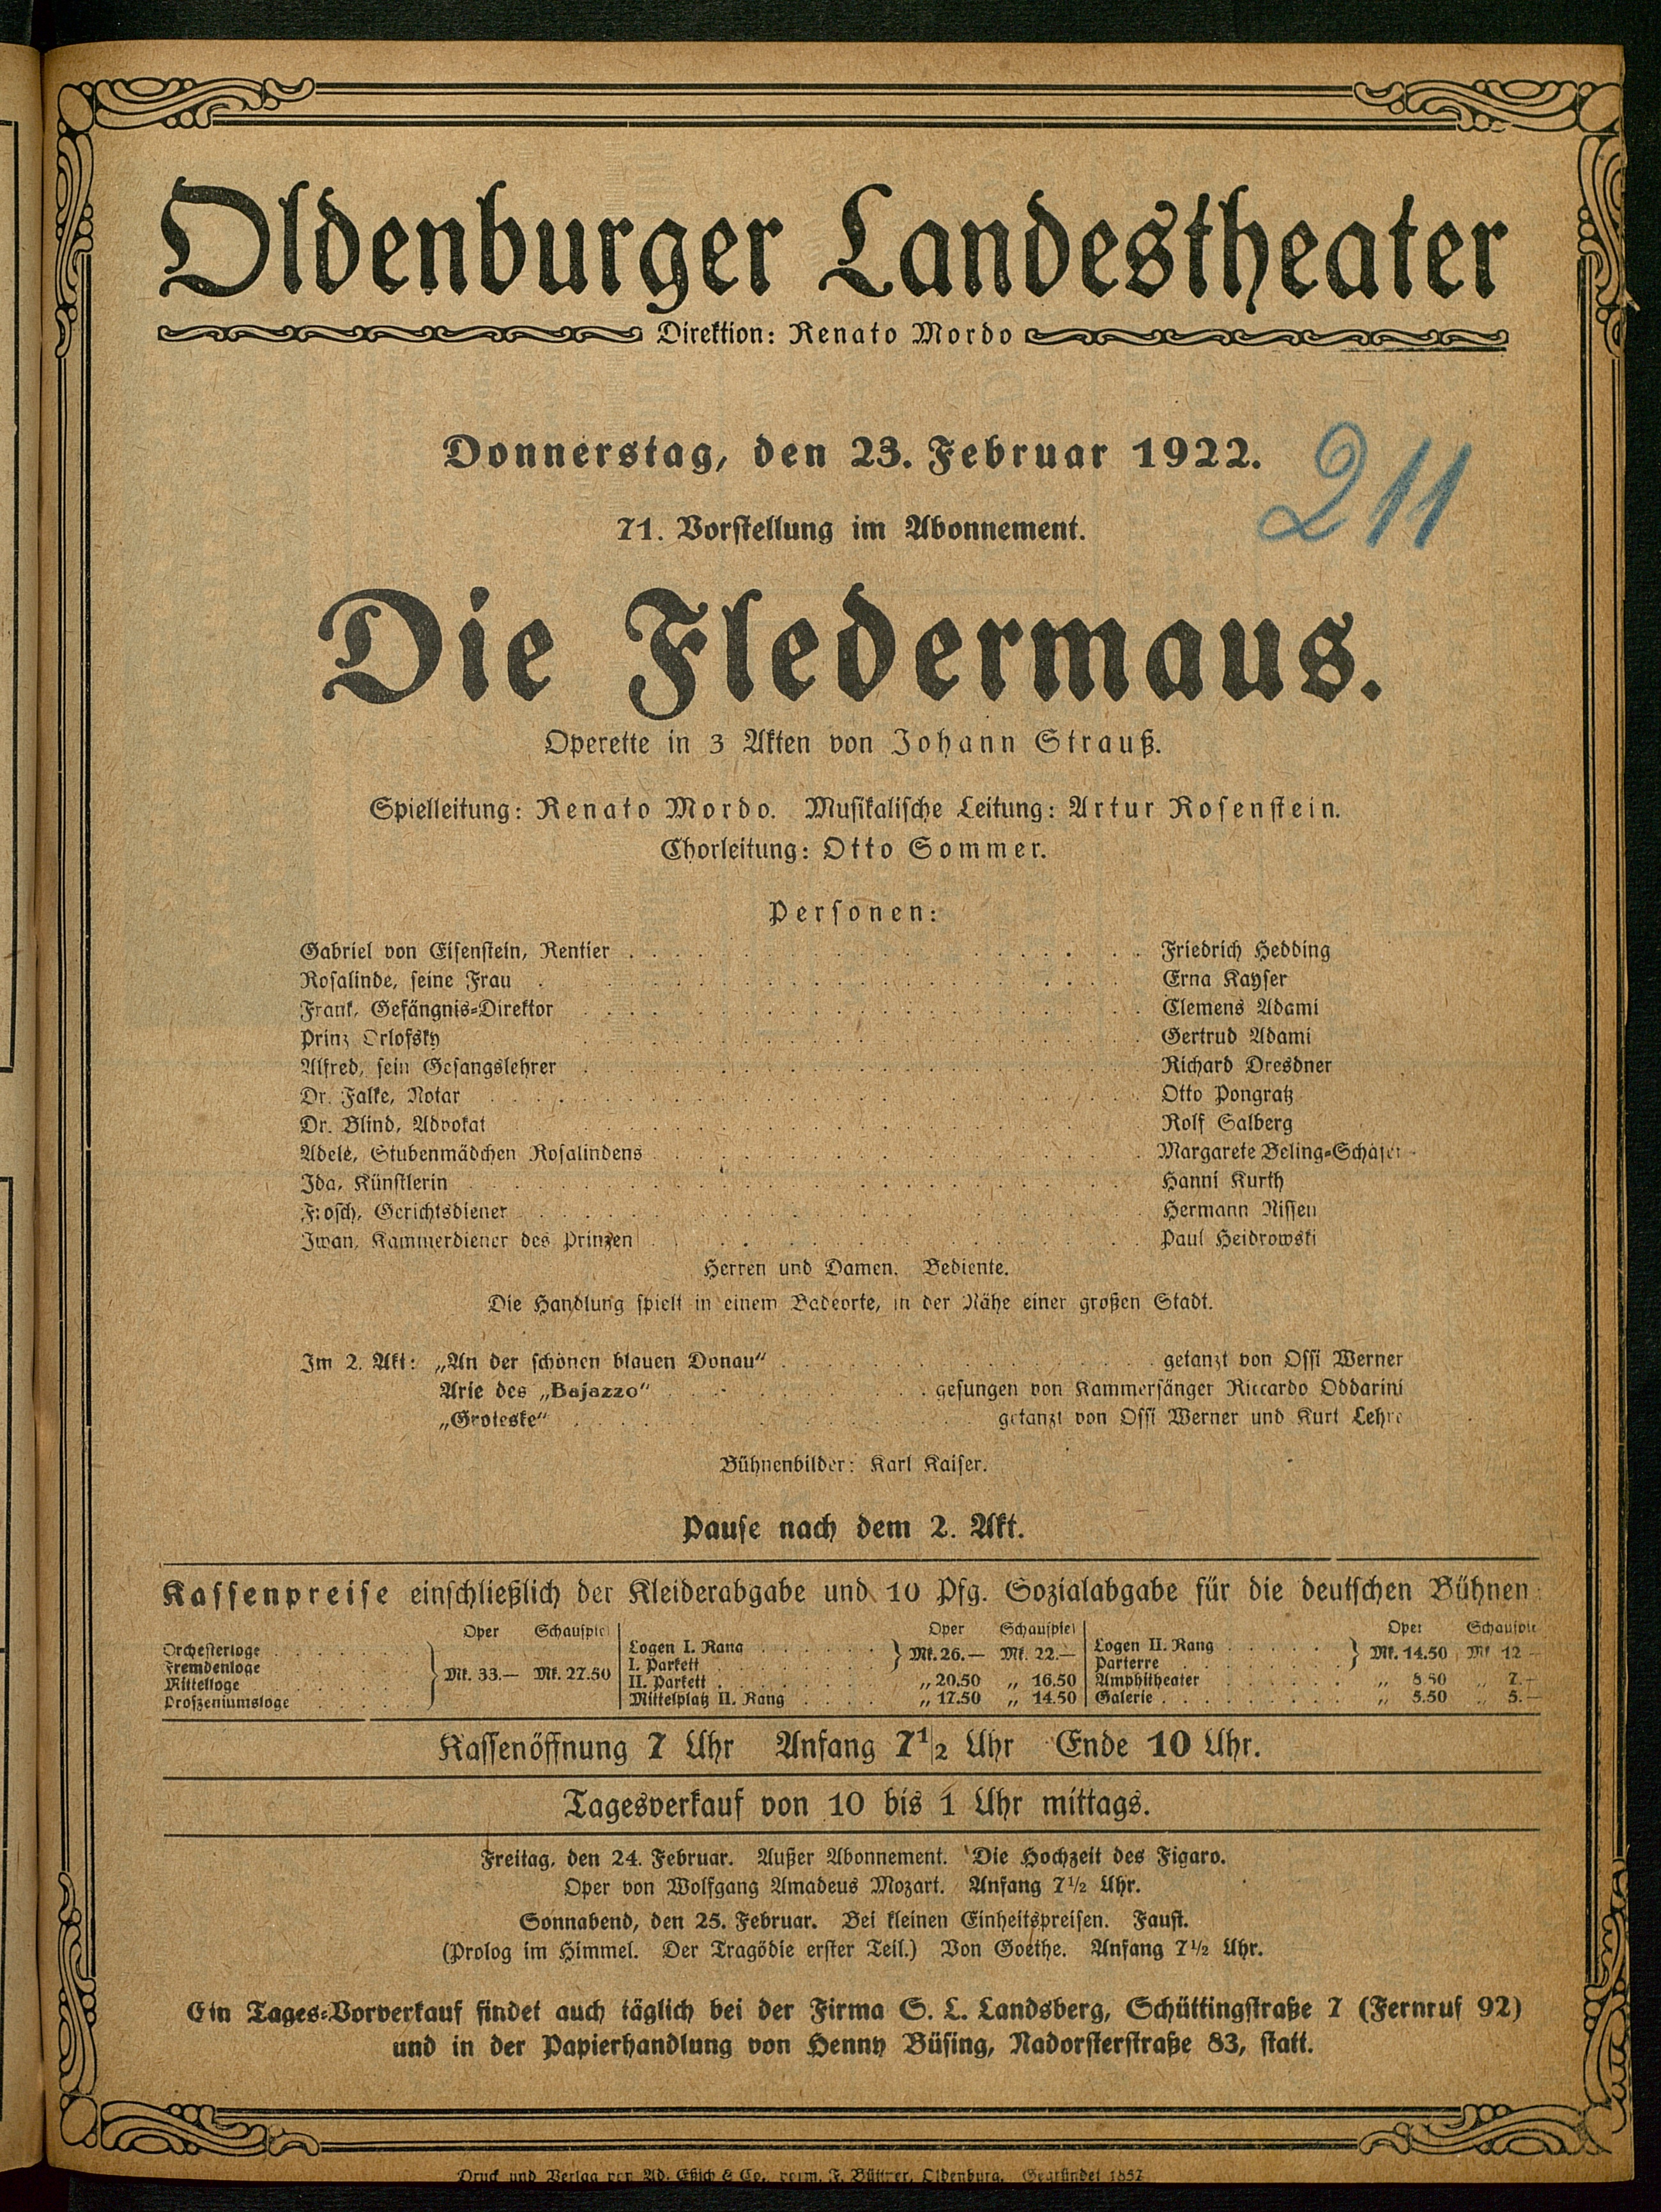 Oldenburger Landestheater
Direktion: Renato Mordo
Donnerstag, den 23. Februar 1922.
211
71. Vorstellung im Abonnement.
Die Fledermaus.
Operette in 3 Akten von Johann Strauß.
Spielleitung: Renato Mordo. Musikalische Leitung: Artur Rosenstein.
Chorleitung: Otto Sommer.
Personen:
Gabriel von Eisenstein, Rentier . . . Friedrich Hedding
Rosalinde, seine Frau . . . Erna Kayser
Frank, Gefängnis-Direktor . . . Clemens Adami
Prinz Orlofsky . . . Gertrud Adami
Alfred, sein Gesangslehrer . . . Richard Dresdner
Dr. Falke, Notar . . . Otto Pongratz
Dr. Blind, Advokat . . . Rolf Salberg
Adele, Stubenmädchen Rosalindens . . . Margarete Beling-Schäfer
Ida, Künstlerin . . . Hanni Kurth
Frosch, Gerichtsdiener . . . Hermann Nissen
Iwan, Kammerdiener des Prinzen . . . Paul Heidrowski
Herren und Damen. Bediente.
Die Handlung spielt in einem Badeorte, in der Nähe einer großen Stadt.
Im 2. Akt: „An der schönen blauen Donau“ . . . getanzt von Ossi Werner
Arie des „Bajazzo“ . . . gesungen von Kammersänger Riccardo Oddarini
„Groteske“ . . . getanzt von Ossi Werner und Kurt
Bühnenbilder: Karl Kaiser.
Pause nach dem 2. Akt.
Kassenpreise einschließlich der Kleiderabgabe und 10 Pfg. Sozialabgabe für die deutschen Bühnen
Oper Schauspiel Oper Schauspiel Oper Schauspiel
Orchesterloge . . .
Fremdenloge . . .
Mittelloge . . .
Proszeniumsloge . . .
Mk. 33.— Mk. 27.50
Logen I. Rang . . .
I. Parkett . . .
Mk. 26.— Mk. 22.—
II. Parkett . . . „ 20.50 „ 16.50
Mittelplatz II. Rang . . . „ 17.50 „ 14.50
Logen II. Rang . . .
Parterre . . .
Mk. 14.50 Mk 12 —
Amphitheater . . . „ 8.50 „ 7.—
Galerie . . . „ 5.50 „ 5.—
Kassenöffnung 7 Uhr Anfang 7½ Uhr Ende 10 Uhr.
Tagesverkauf von 10 bis 1 Uhr mittags.
Freitag, den 24. Februar. Außer Abonnement. Die Hochzeit des Figaro.
Oper von Wolfgang Amadeus Mozart. Anfang 7½ Uhr.
Sonnabend, den 25. Februar. Bei kleinen Einheitspreisen. Faust.
(Prolog im Himmel. Der Tragödie erster Teil.) Von Goethe. Anfang 7½ Uhr.
Ein Tages-Vorverkauf findet auch täglich bei der Firma S. L. Landsberg, Schüttingstraße 7 (Fernruf 92)
und in der Papierhandlung von Henny Büsing, Nadorsterstraße 83, statt.
Druck und Verlag von Ad. & Co., vorm. F. Büttner, Oldenburg. Gegründet 1857